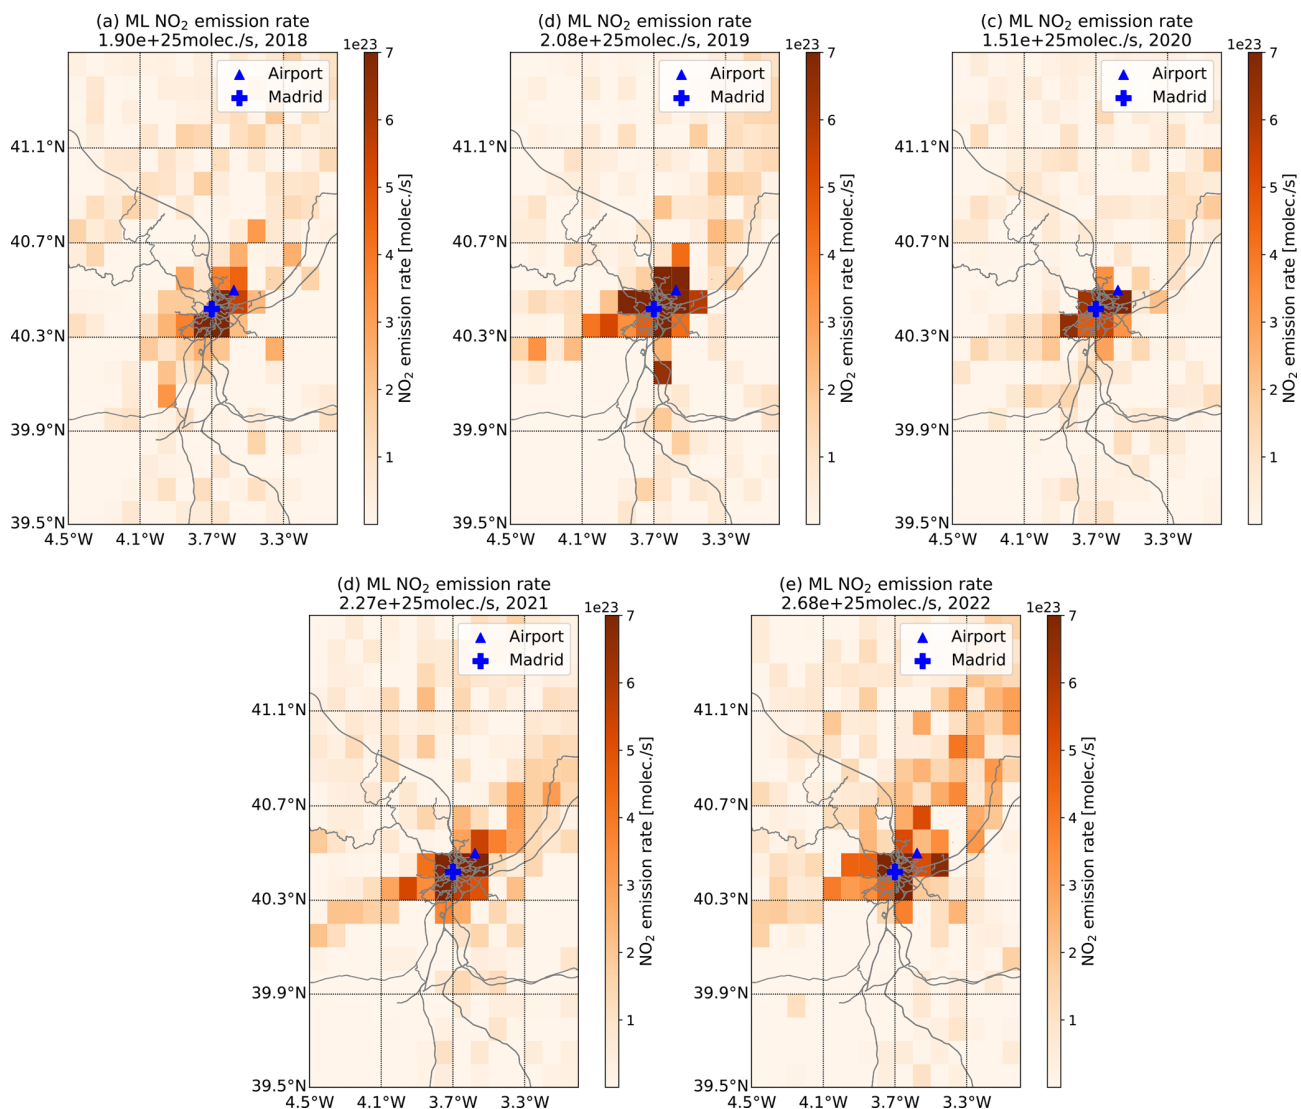 (a) ML NO₂ emission rate
1.90e+25molec./s, 2018
1e23
Airport
Madrid
41.1°N
40.7°N
40.3°N
39.9°N
39.5°N
4.5°W 4.1°W 3.7°W 3.3°W
7
6
5
4
3
2
1
NO₂ emission rate [molec./s]
(d) ML NO₂ emission rate
2.08e+25molec./s, 2019
1e23
Airport
Madrid
41.1°N
40.7°N
40.3°N
39.9°N
39.5°N
4.5°W 4.1°W 3.7°W 3.3°W
7
6
5
4
3
2
1
NO₂ emission rate [molec./s]
(c) ML NO₂ emission rate
1.51e+25molec./s, 2020
1e23
Airport
Madrid
41.1°N
40.7°N
40.3°N
39.9°N
39.5°N
4.5°W 4.1°W 3.7°W 3.3°W
7
6
5
4
3
2
1
NO₂ emission rate [molec./s]
(d) ML NO₂ emission rate
2.27e+25molec./s, 2021
1e23
Airport
Madrid
41.1°N
40.7°N
40.3°N
39.9°N
39.5°N
4.5°W 4.1°W 3.7°W 3.3°W
7
6
5
4
3
2
1
NO₂ emission rate [molec./s]
(e) ML NO₂ emission rate
2.68e+25molec./s, 2022
1e23
Airport
Madrid
41.1°N
40.7°N
40.3°N
39.9°N
39.5°N
4.5°W 4.1°W 3.7°W 3.3°W
7
6
5
4
3
2
1
NO₂ emission rate [molec./s]